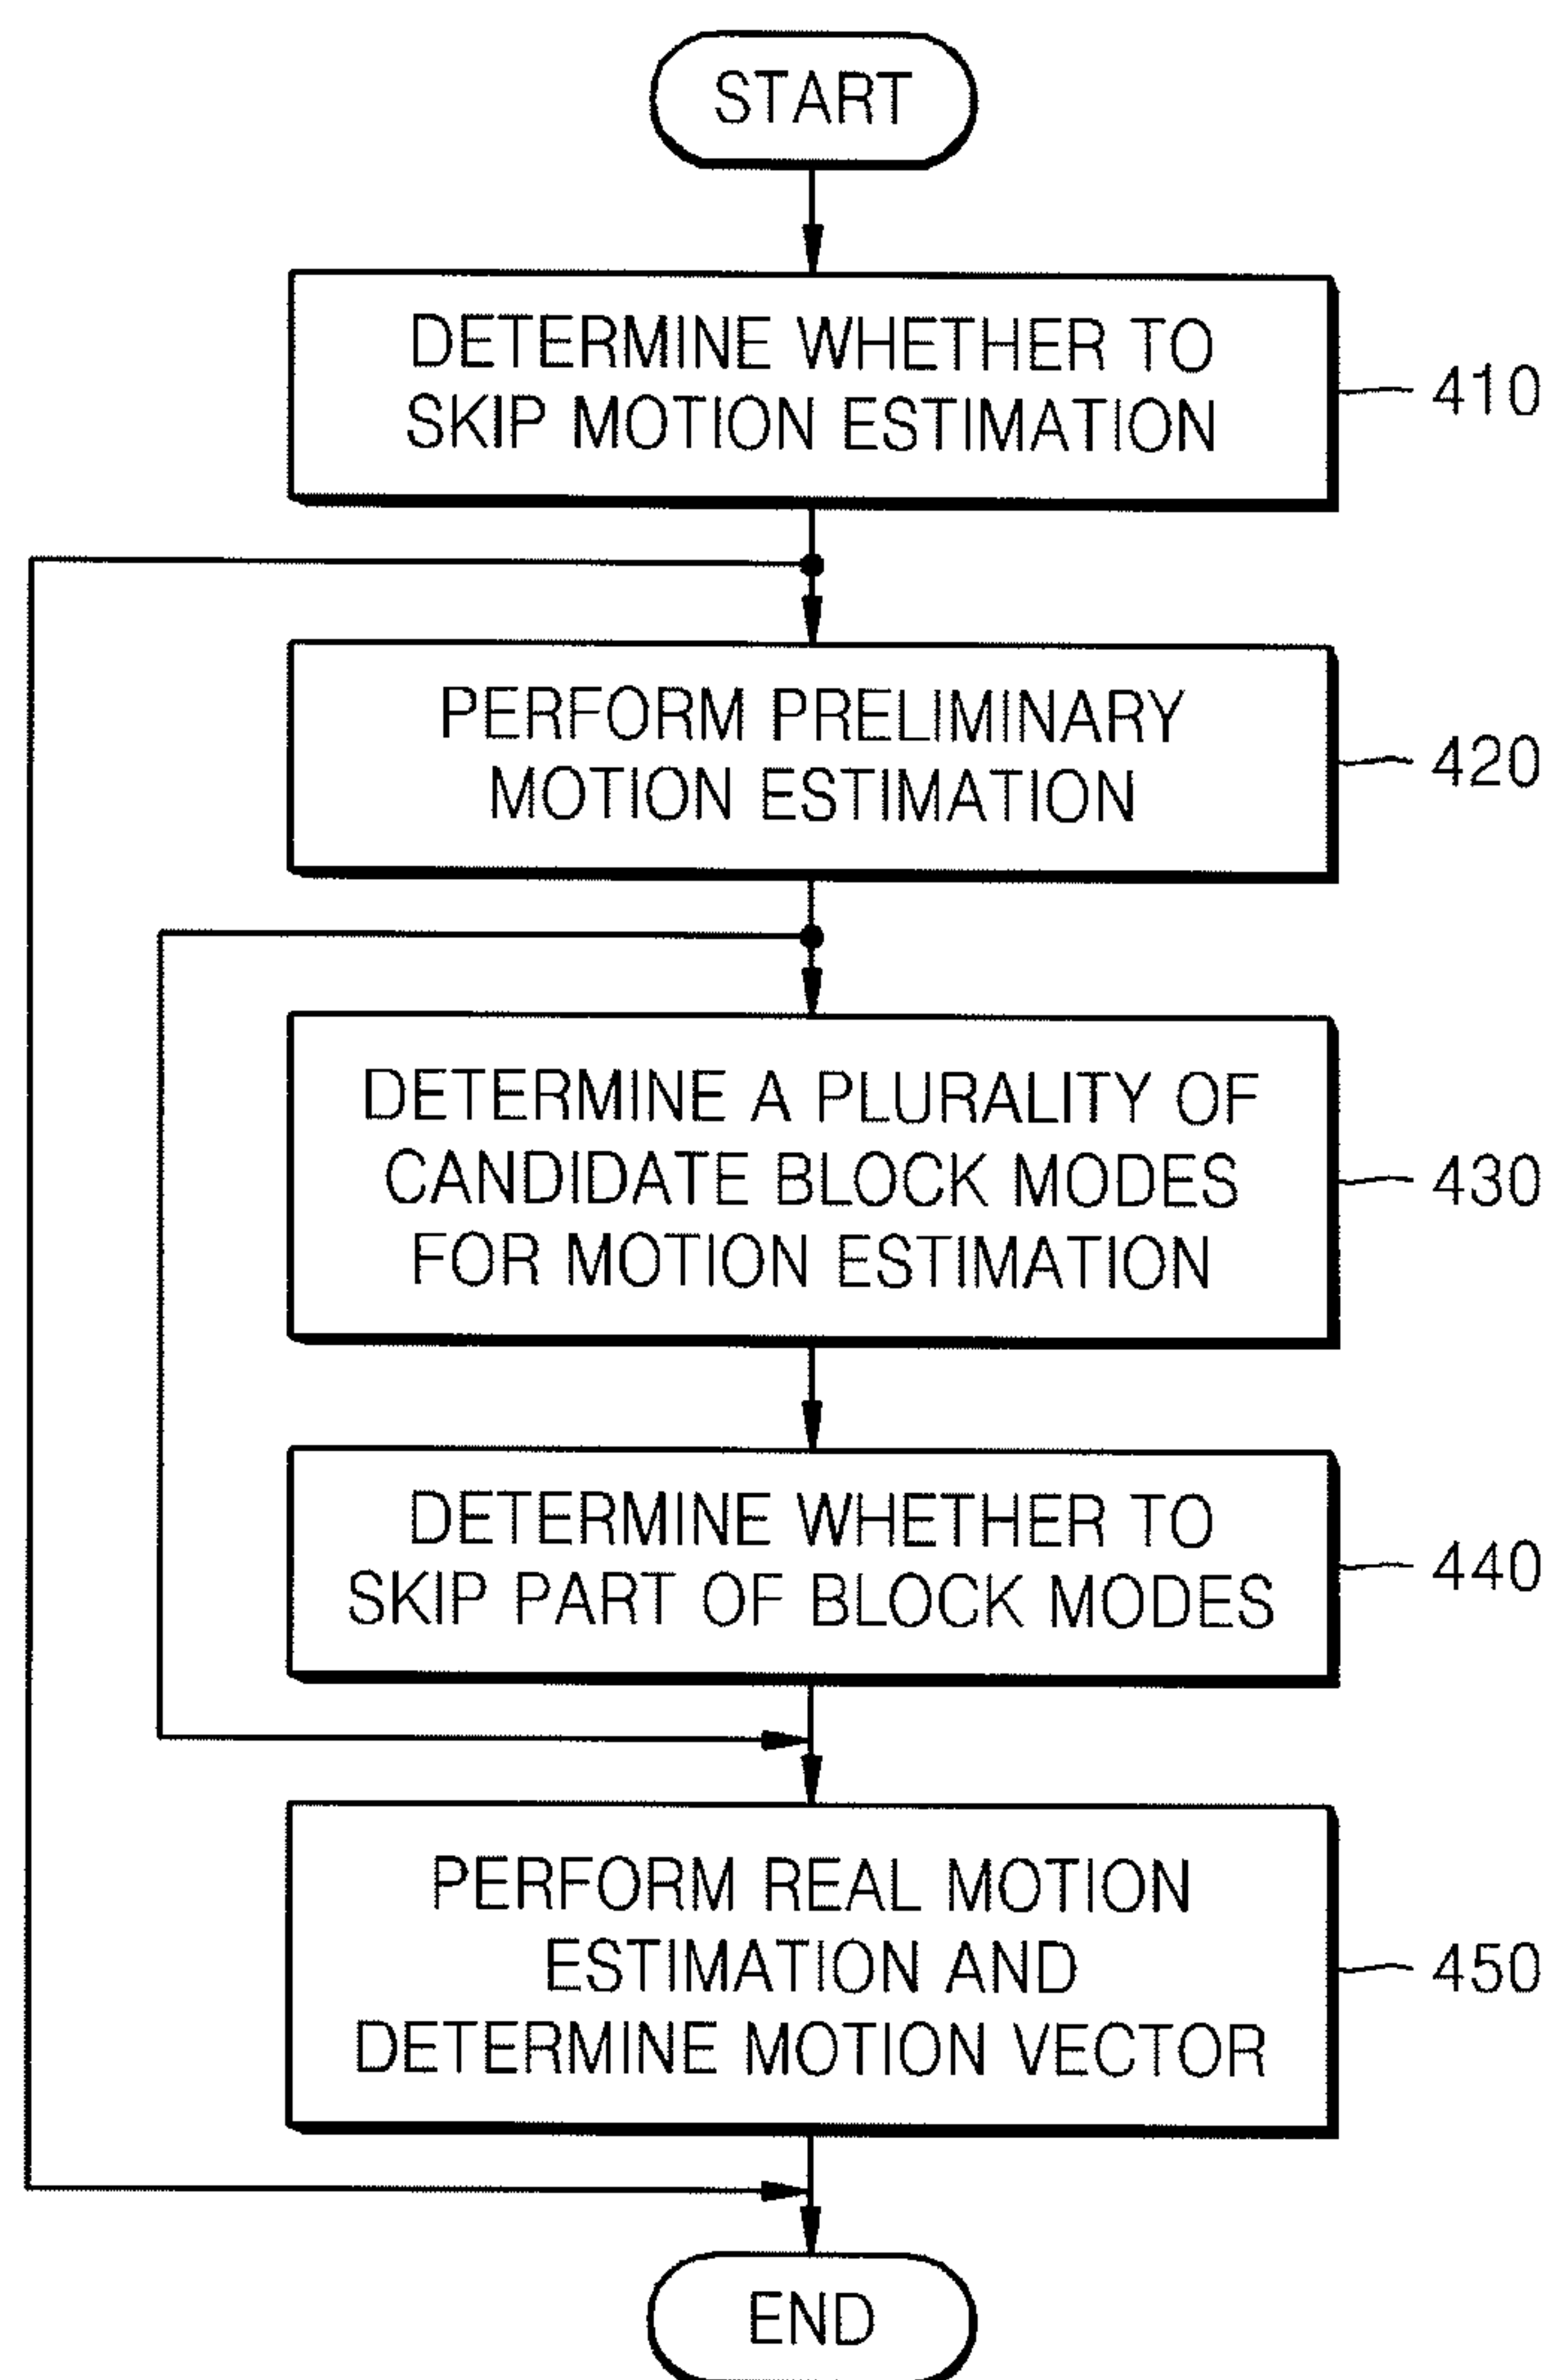 START
DETERMINE WHETHER TO
SKIP MOTION ESTIMATION
410
PERFORM PRELIMINARY
MOTION ESTIMATION
420
DETERMINE A PLURALITY OF
CANDIDATE BLOCK MODES
FOR MOTION ESTIMATION
430
DETERMINE WHETHER TO
SKIP PART OF BLOCK MODES
440
PERFORM REAL MOTION
ESTIMATION AND
DETERMINE MOTION VECTOR
450
END